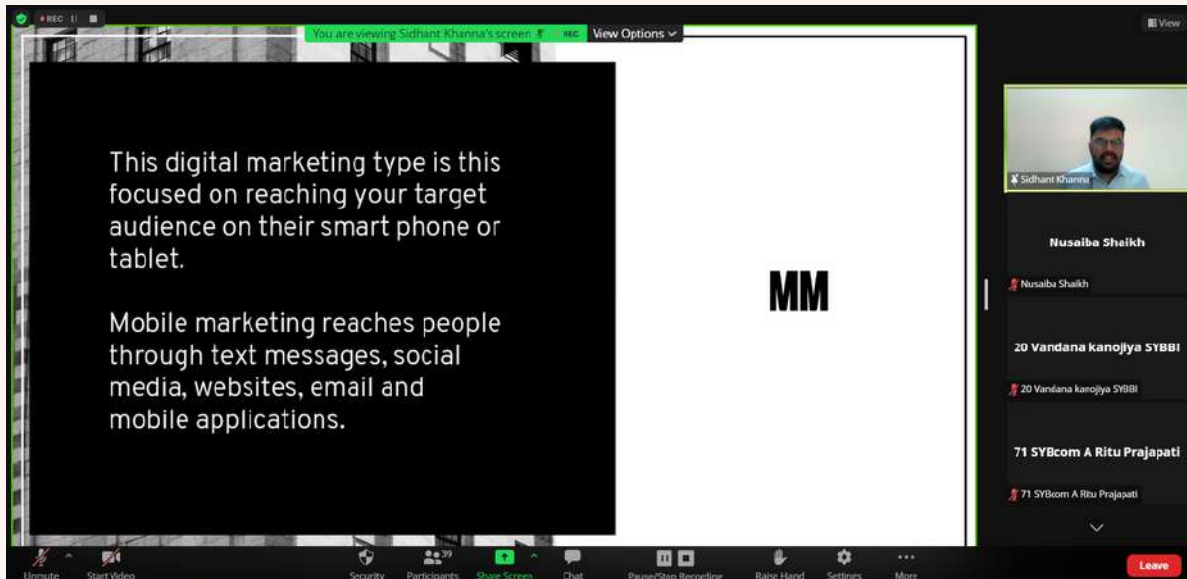 REC
You are viewing Sidhant Khanna's screen REC View Options
View
This digital marketing type is this
focused on reaching your target
audience on their smart phone or
tablet.
Mobile marketing reaches people
through text messages, social
media, websites, email and
mobile applications.
MM
Sidhant Khanna
Nusaiba Shaikh
Nusaiba Shaikh
20 Vandana kanojiya SYBBI
20 Vandana kanojiya SYBBI
71 SYBcom A Ritu Prajapati
71 SYBcom A Ritu Prajapati
Unmute Start Video Security Participants 39 Share Screen Chat Pause/Stop Recording Raise Hand Settings More Leave